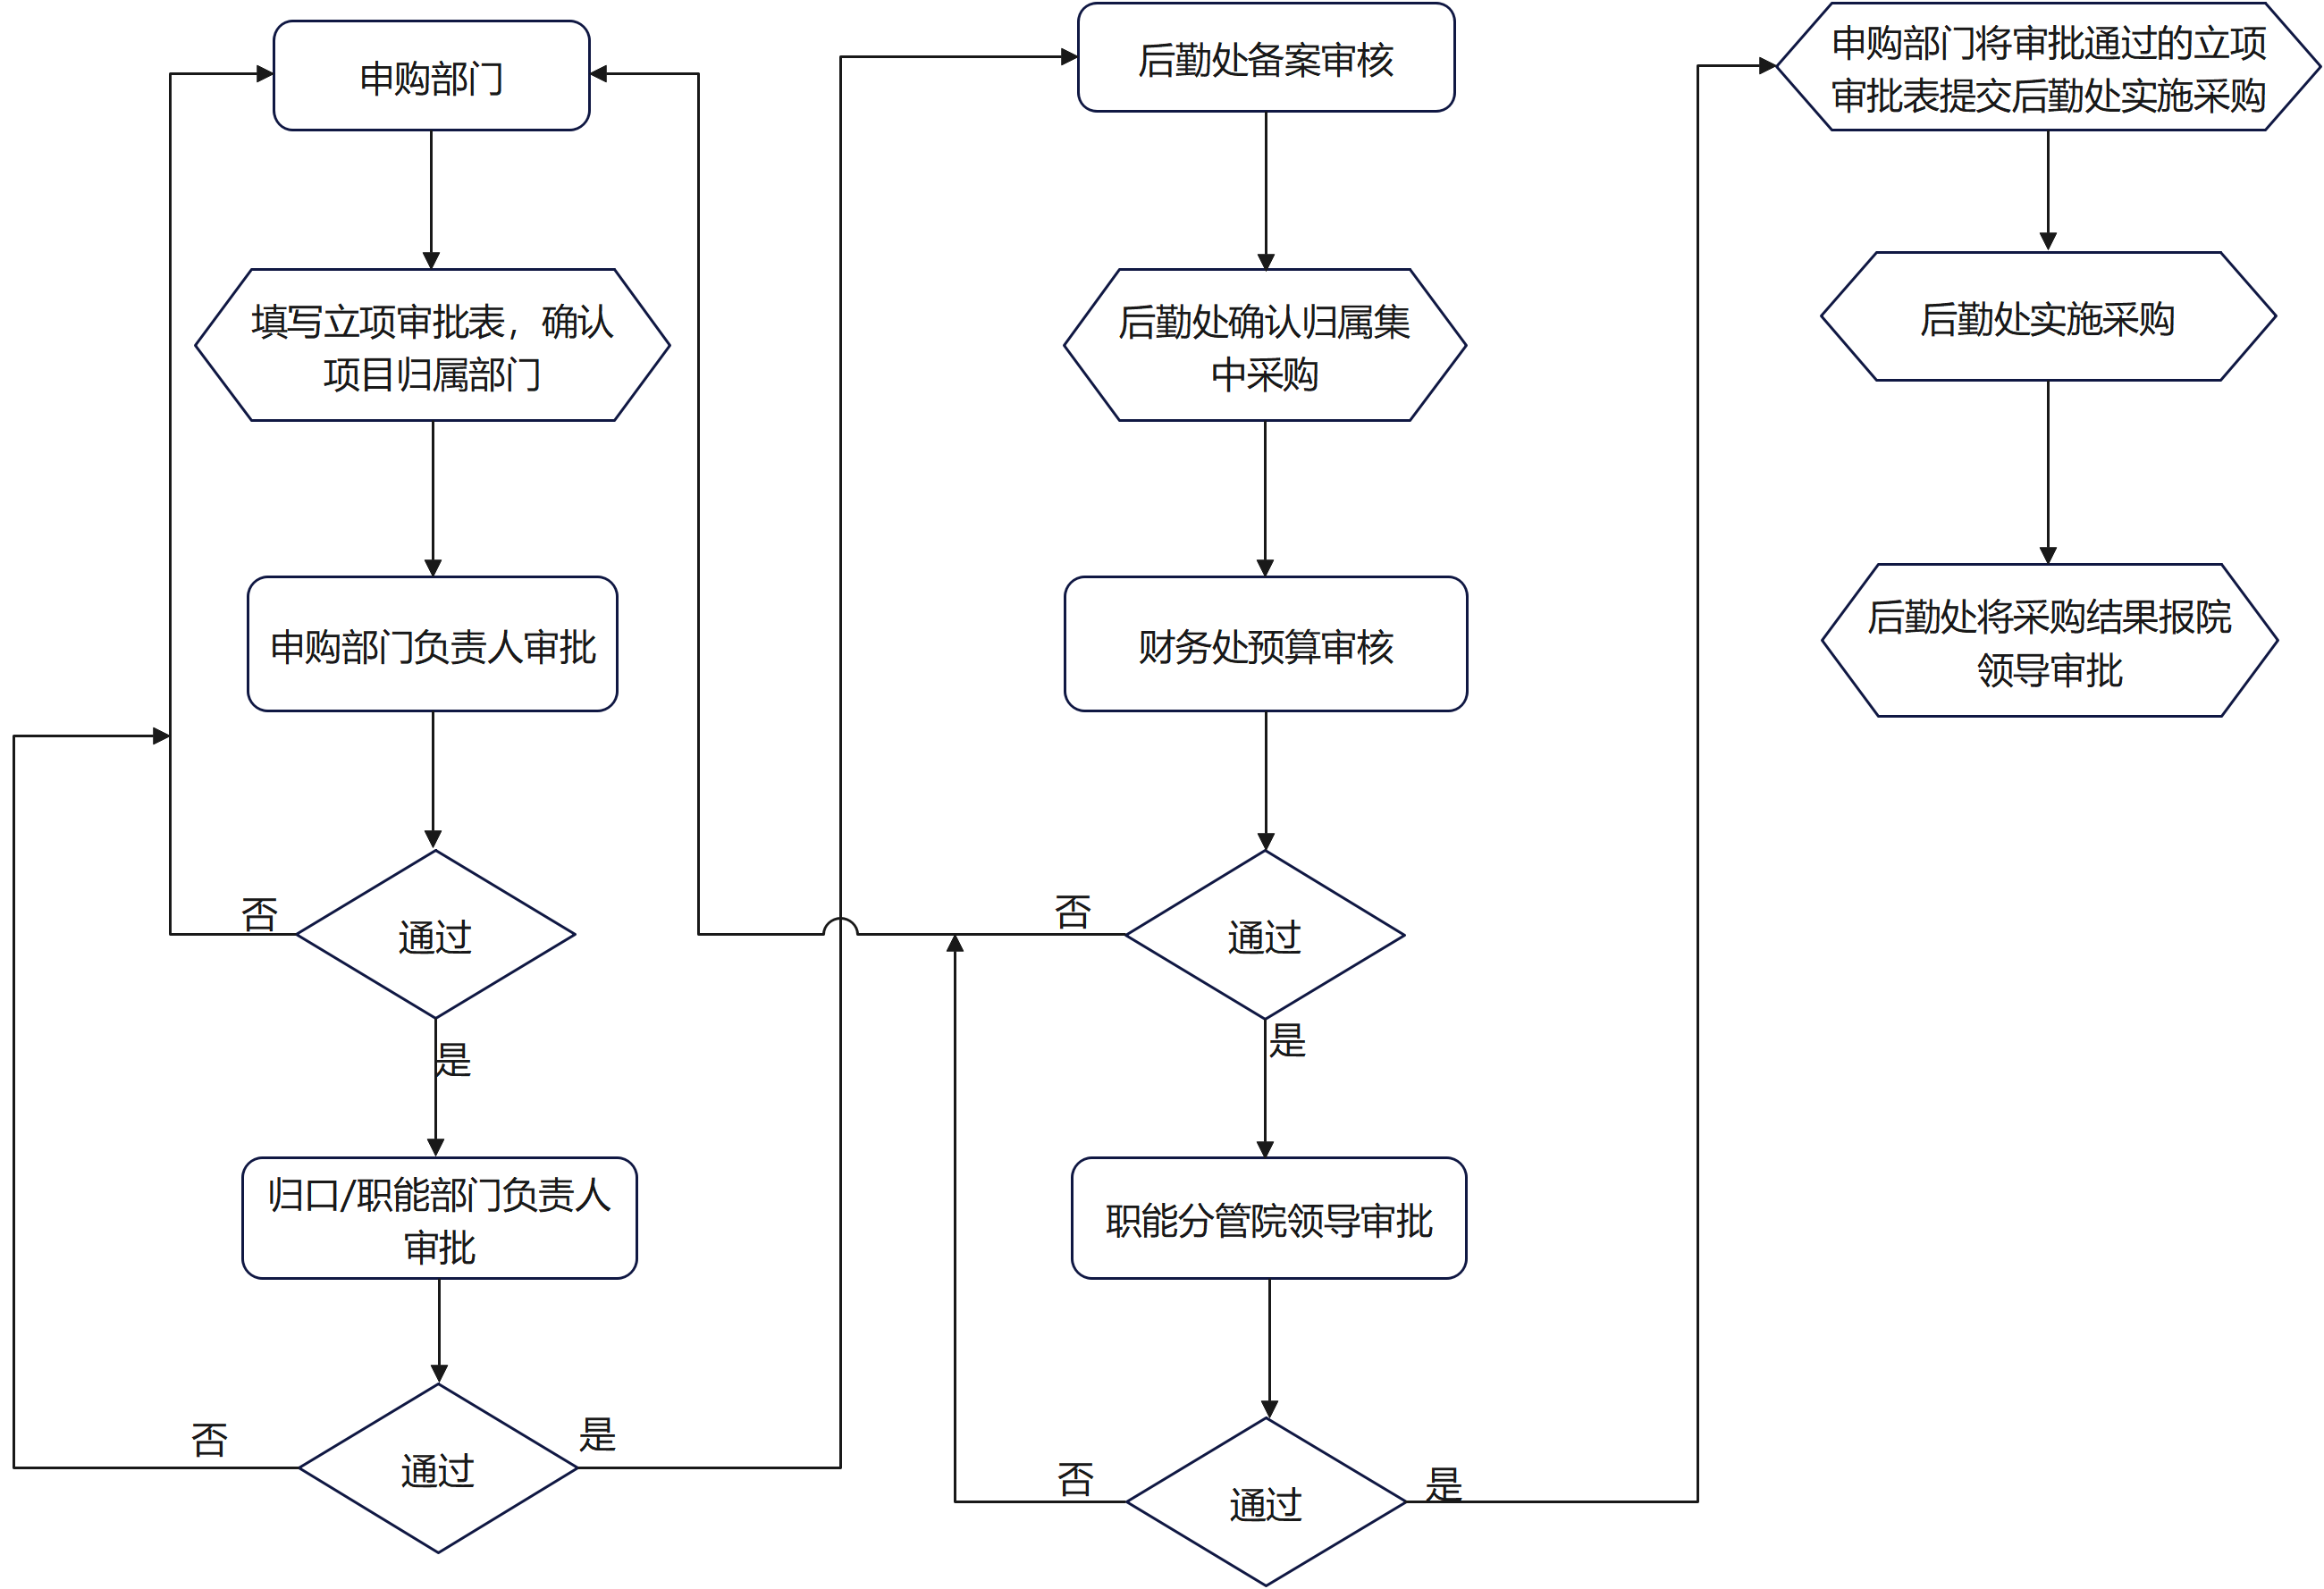 申购部门
填写立项审批表，确认
项目归属部门
申购部门负责人审批
否
通过
是
归口/职能部门负责人
审批
否
通过
是
后勤处备案审核
后勤处确认归属集
中采购
财务处预算审核
否
通过
是
职能分管院领导审批
否
通过
是
申购部门将审批通过的立项
审批表提交后勤处实施采购
后勤处实施采购
后勤处将采购结果报院
领导审批